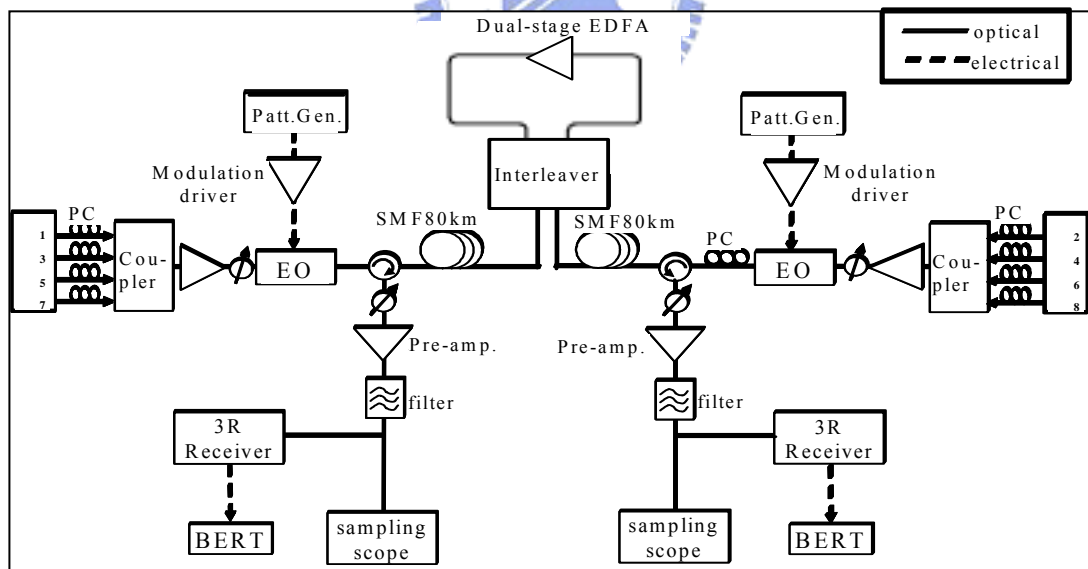 Dual-stage EDFA
optical
electrical
Patt.Gen.
Patt.Gen.
Modulation
driver
Interleaver
Modulation
driver
PC
SMF80km
SMF80km
PC
PC
1
3
5
7
Cou-
pler
EO
EO
Cou-
pler
2
4
6
8
Pre-amp.
Pre-amp.
filter
filter
3R
Receiver
3R
Receiver
BERT
sampling
scope
sampling
scope
BERT